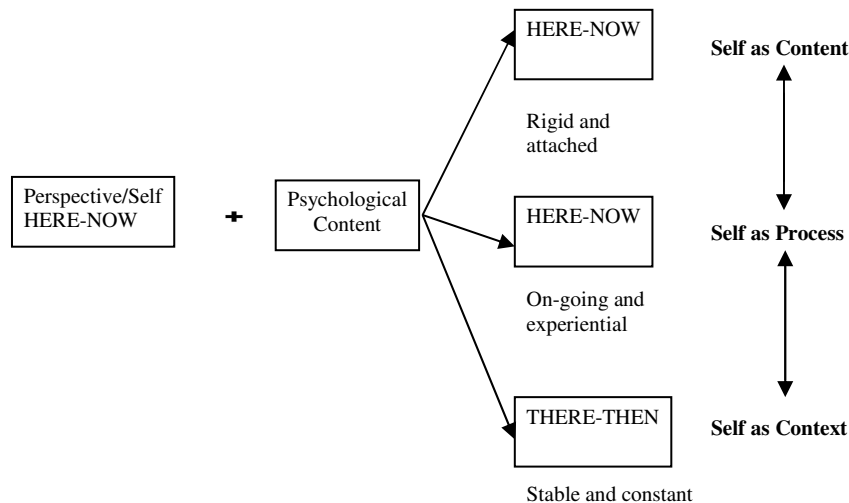 HERE-NOW
Self as Content
Rigid and
attached
Perspective/Self
HERE-NOW
+
Psychological
Content
HERE-NOW
Self as Process
On-going and
experiential
THERE-THEN
Self as Context
Stable and constant